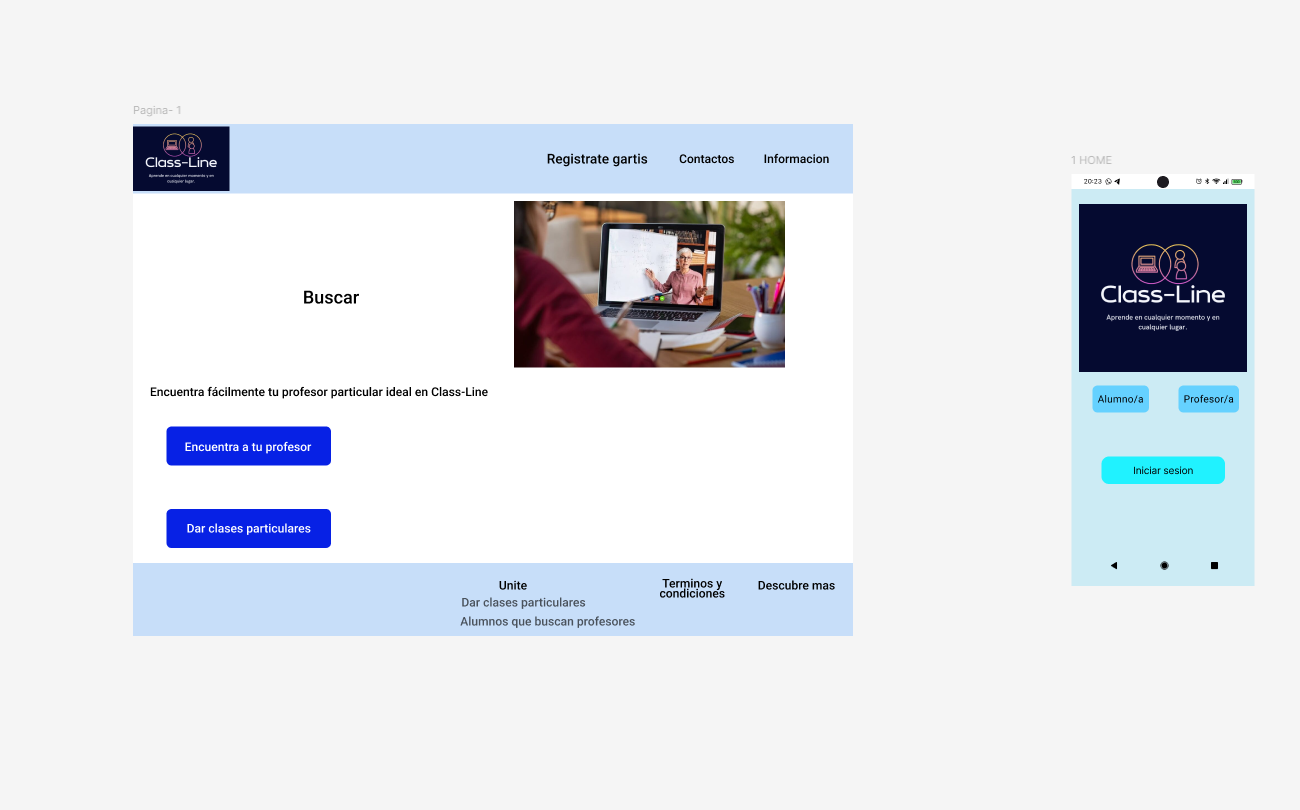 Pagina- 1
Class-Line
Aprende en cualquier momento y en
cualquier lugar.
Registrate gartis
Contactos
Informacion
Buscar
Encuentra fácilmente tu profesor particular ideal en Class-Line
Encuentra a tu profesor
Dar clases particulares
Unite
Dar clases particulares
Alumnos que buscan profesores
Terminos y
condiciones
Descubre mas
1 HOME
20:23
Class-Line
Aprende en cualquier momento y en
cualquier lugar.
Alumno/a
Profesor/a
Iniciar sesion